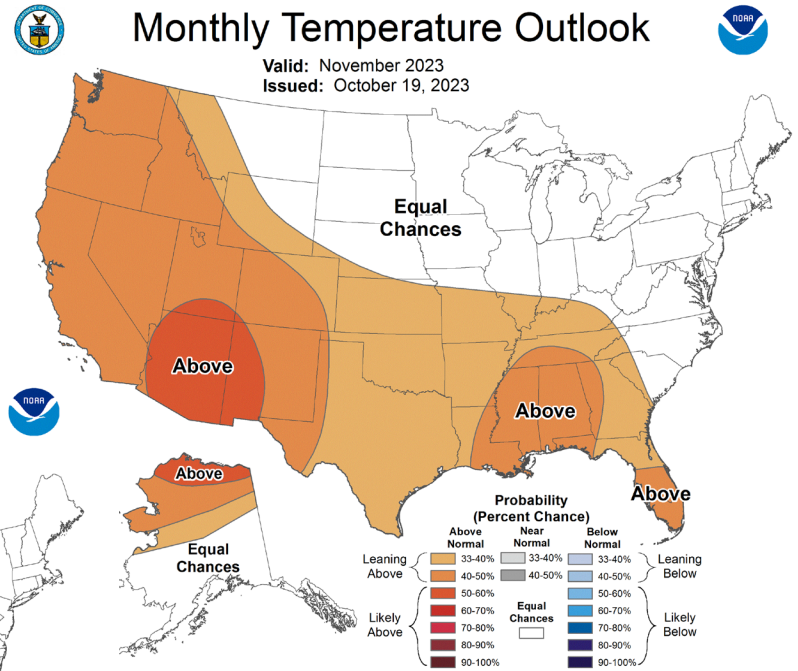 Monthly Temperature Outlook
Valid: November 2023
Issued: October 19, 2023
NOAA
Equal
Chances
Above
Above
Above
NOAA
Above
Equal
Chances
Probability
(Percent Chance)
Above
Normal
Near
Normal
Below
Normal
Leaning
Above
33-40%
33-40%
33-40%
Leaning
Below
40-50%
40-50%
40-50%
Likely
Above
50-60%
60-70%
70-80%
80-90%
90-100%
Equal
Chances
50-60%
60-70%
70-80%
80-90%
90-100%
Likely
Below